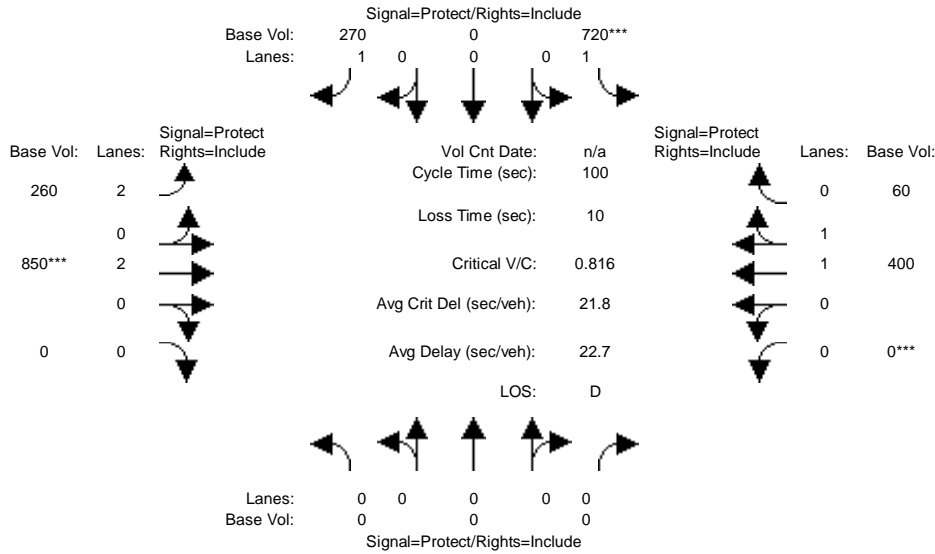 Signal=Protect/Rights=Include
Base Vol: 270 0 720***
Lanes: 1 0 0 0 1
Signal=Protect
Rights=Include
Base Vol: Lanes:
Vol Cnt Date: n/a
Signal=Protect
Rights=Include
Lanes: Base Vol:
Cycle Time (sec): 100
260 2
0 60
Loss Time (sec): 10
0
1
850*** 2
Critical V/C: 0.816
1 400
0
Avg Crit Del (sec/veh): 21.8
0
0 0
Avg Delay (sec/veh): 22.7
0 0***
LOS: D
Lanes: 0 0 0 0 0
Base Vol: 0 0 0
Signal=Protect/Rights=Include